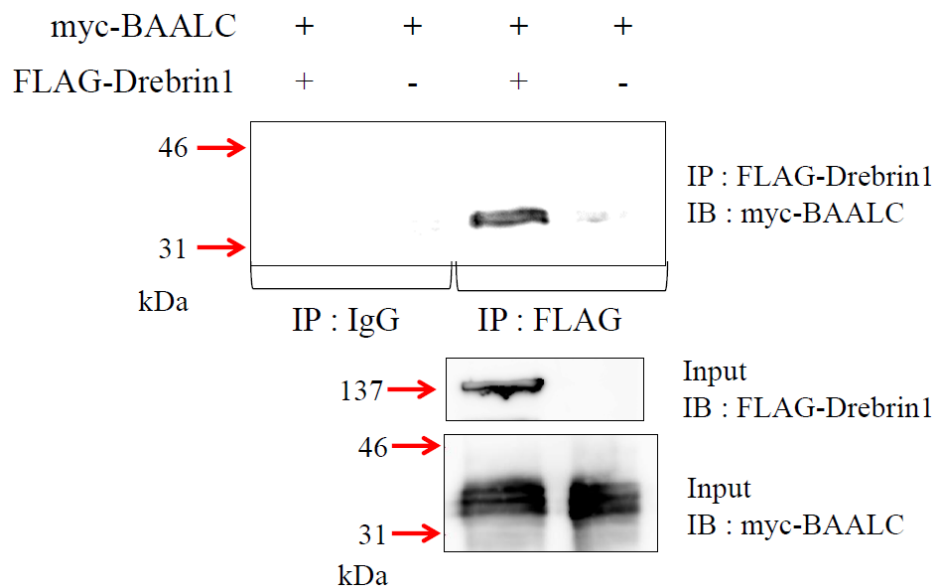 myc-BAALC + + + +
FLAG-Drebrin1 + - + -
46
IP : FLAG-Drebrin1
IB : myc-BAALC
31
kDa
IP : IgG IP : FLAG
Input
137
IB : FLAG-Drebrin1
46
Input
IB : myc-BAALC
31
kDa